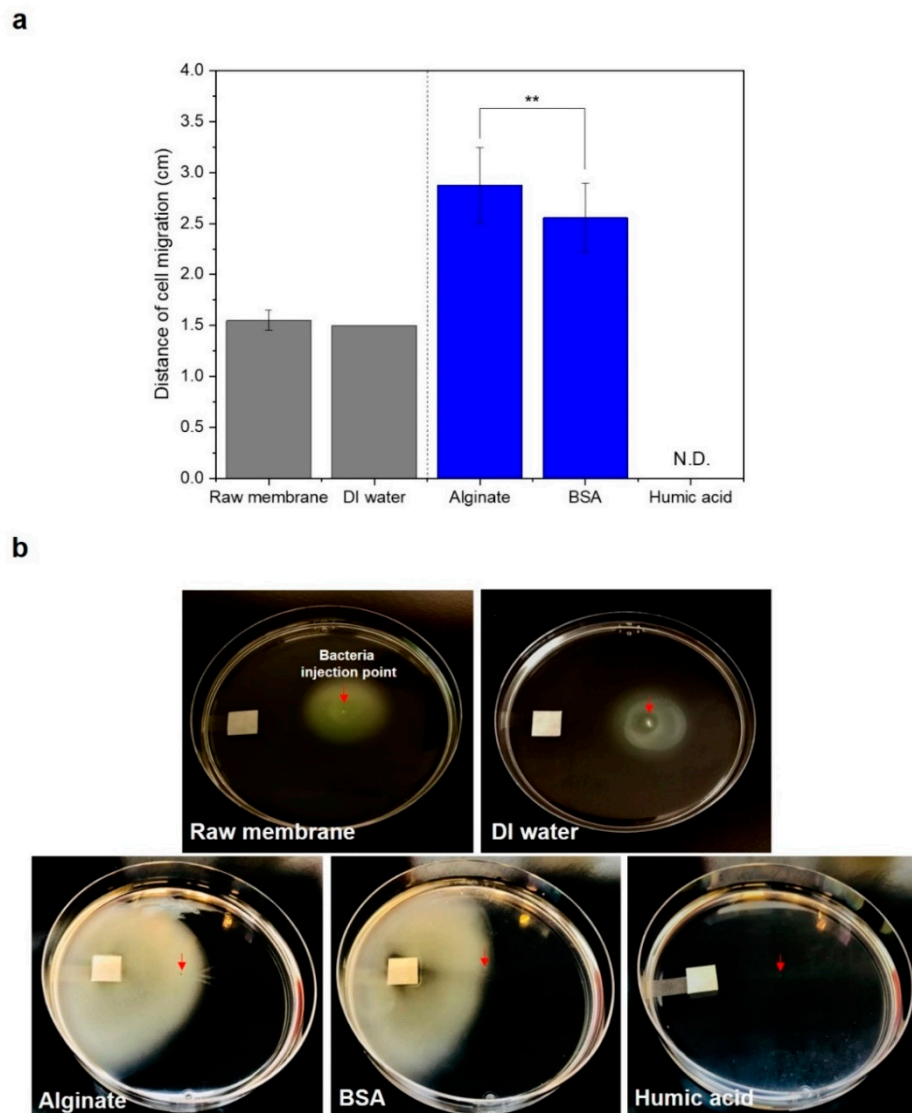 a
4.0
3.5
3.0
2.5
2.0
1.5
1.0
0.5
0.0
Distance of cell migration (cm)
**
N.D.
Raw membrane
DI water
Alginate
BSA
Humic acid
b
Bacteria
injection point
Raw membrane
DI water
Alginate
BSA
Humic acid